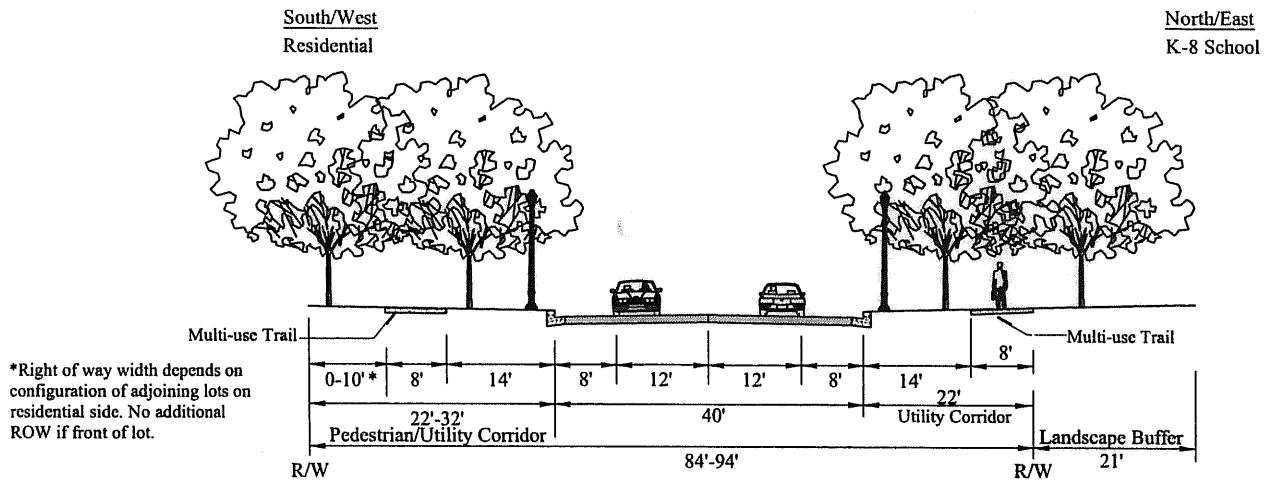 South/West
Residential
North/East
K-8 School
Multi-use Trail
Multi-use Trail
8'
*Right of way width depends on
configuration of adjoining lots on
residential side. No additional
ROW if front of lot.
0-10' *
8'
14'
8'
12'
12'
8'
14'
22'-32'
Pedestrian/Utility Corridor
40'
22'
Utility Corridor
Landscape Buffer
84'-94'
21'
R/W
R/W